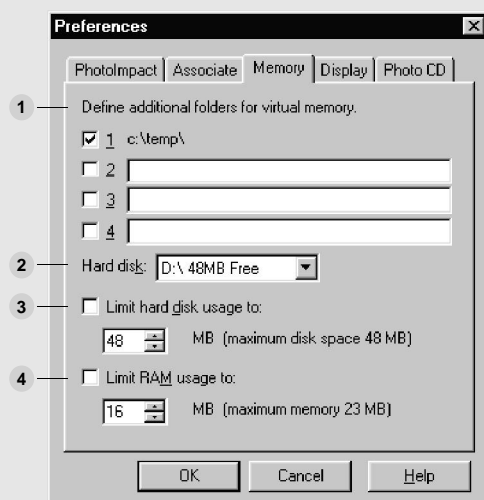 Preferences
PhotoImpact Associate Memory Display Photo CD
1 Define additional folders for virtual memory.
1 c:\temp\
2
3
4
2 Hard disk: D:\ 48MB Free
3 Limit hard disk usage to:
48 MB (maximum disk space 48 MB)
4 Limit RAM usage to:
16 MB (maximum memory 23 MB)
OK Cancel Help